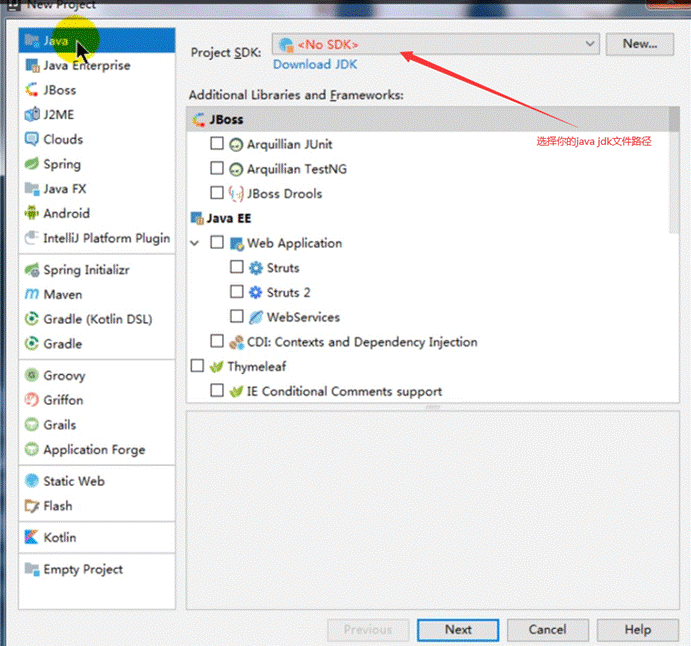 New Project
Java
Java Enterprise
JBoss
J2ME
Clouds
Spring
Java FX
Android
IntelliJ Platform Plugin
Spring Initializr
Maven
Gradle (Kotlin DSL)
Gradle
Groovy
Griffon
Grails
Application Forge
Static Web
Flash
Kotlin
Empty Project
Project SDK:
<No SDK>
New...
Download JDK
Additional Libraries and Frameworks:
JBoss
Arquillian JUnit
Arquillian TestNG
JBoss Drools
Java EE
Web Application
Struts
Struts 2
WebServices
CDI: Contexts and Dependency Injection
Thymeleaf
IE Conditional Comments support
选择你的java jdk文件路径
Previous
Next
Cancel
Help